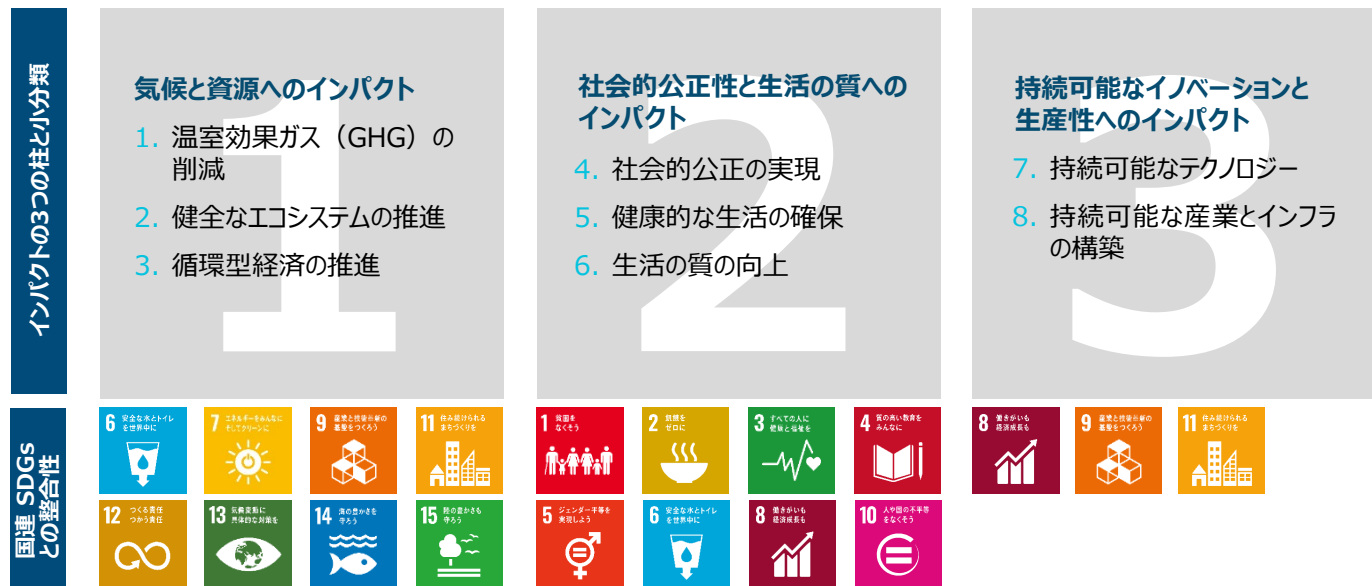 インパクトの3つの柱と小分類
1
気候と資源へのインパクト
1. 温室効果ガス（GHG）の
削減
2. 健全なエコシステムの推進
3. 循環型経済の推進
2
社会的公正性と生活の質への
インパクト
4. 社会的公正の実現
5. 健康的な生活の確保
6. 生活の質の向上
3
持続可能なイノベーションと
生産性へのインパクト
7. 持続可能なテクノロジー
8. 持続可能な産業とインフラ
の構築
国連 SDGs
との整合性
6 安全な水とトイレ
を世界中に
7 エネルギーをみんなに
そしてクリーンに
9 産業と技術革新の
基盤をつくろう
11 住み続けられる
まちづくりを
12 つくる責任
つかう責任
13 気候変動に
具体的な対策を
14 海の豊かさを
守ろう
15 陸の豊かさも
守ろう
1 貧困を
なくそう
2 飢餓を
ゼロに
3 すべての人に
健康と福祉を
4 質の高い教育を
みんなに
5 ジェンダー平等を
実現しよう
6 安全な水とトイレ
を世界中に
8 働きがいも
経済成長も
10 人や国の不平等
をなくそう
8 働きがいも
経済成長も
9 産業と技術革新の
基盤をつくろう
11 住み続けられる
まちづくりを